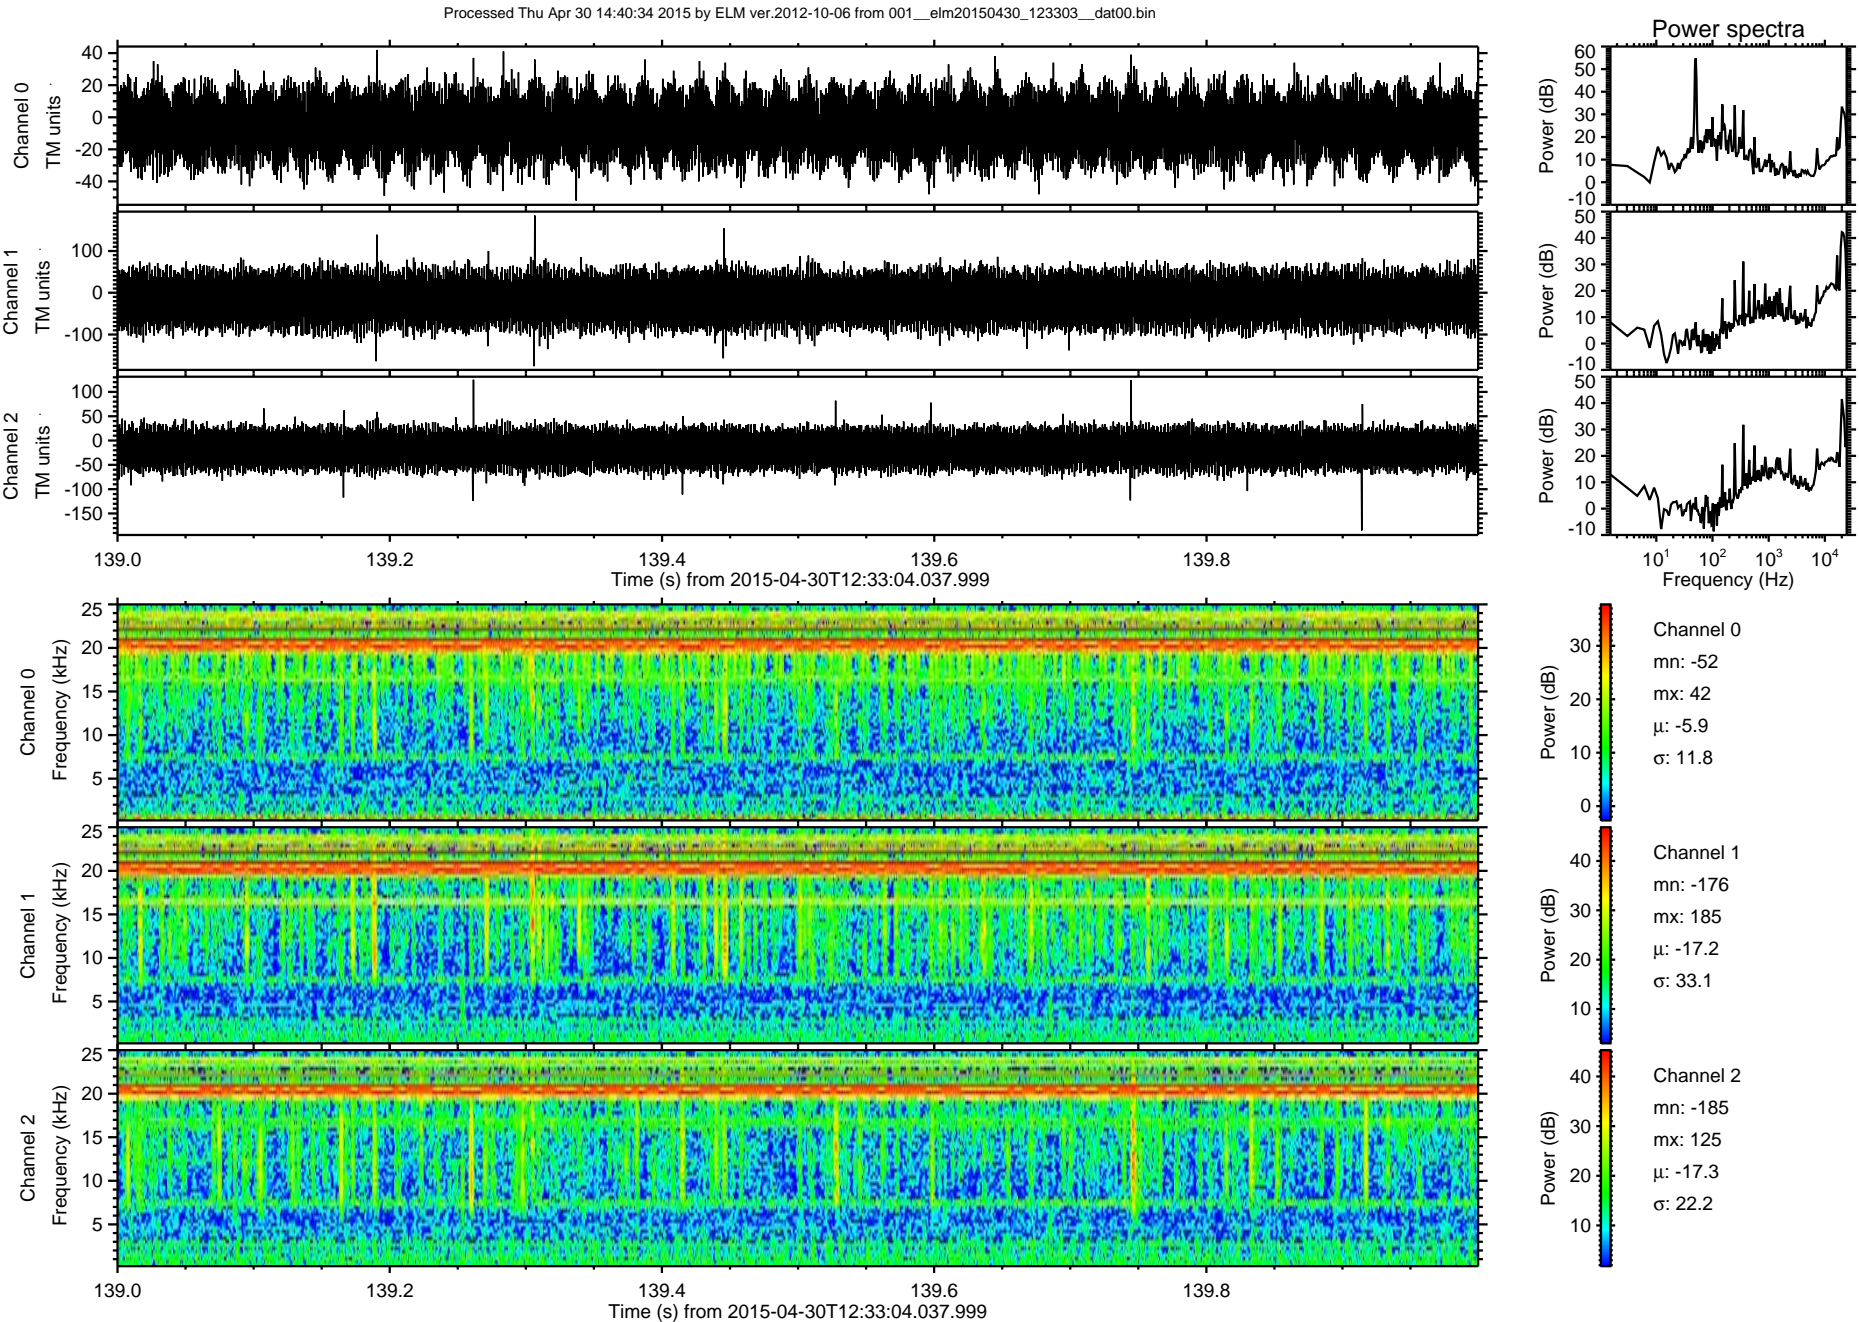 Processed Thu Apr 30 14:40:34 2015 by ELM ver.2012-10-06 from 001__elm20150430_123303__dat00.bin
Power spectra
Channel 0
TM units
40
20
0
-20
-40
Power (dB)
60
50
40
30
20
10
0
-10
Channel 1
TM units
100
0
-100
Power (dB)
50
40
30
20
10
0
-10
Channel 2
TM units
100
50
0
-50
-100
-150
Power (dB)
50
40
30
20
10
0
-10
139.0 139.2 139.4 139.6 139.8
Time (s) from 2015-04-30T12:33:04.037.999
10^1 10^2 10^3 10^4
Frequency (Hz)
Channel 0
Frequency (kHz)
25
20
15
10
5
Power (dB)
30
20
10
0
Channel 0
mn: -52
mx: 42
μ: -5.9
σ: 11.8
Channel 1
Frequency (kHz)
25
20
15
10
5
Power (dB)
40
30
20
10
Channel 1
mn: -176
mx: 185
μ: -17.2
σ: 33.1
Channel 2
Frequency (kHz)
25
20
15
10
5
Power (dB)
40
30
20
10
Channel 2
mn: -185
mx: 125
μ: -17.3
σ: 22.2
139.0 139.2 139.4 139.6 139.8
Time (s) from 2015-04-30T12:33:04.037.999